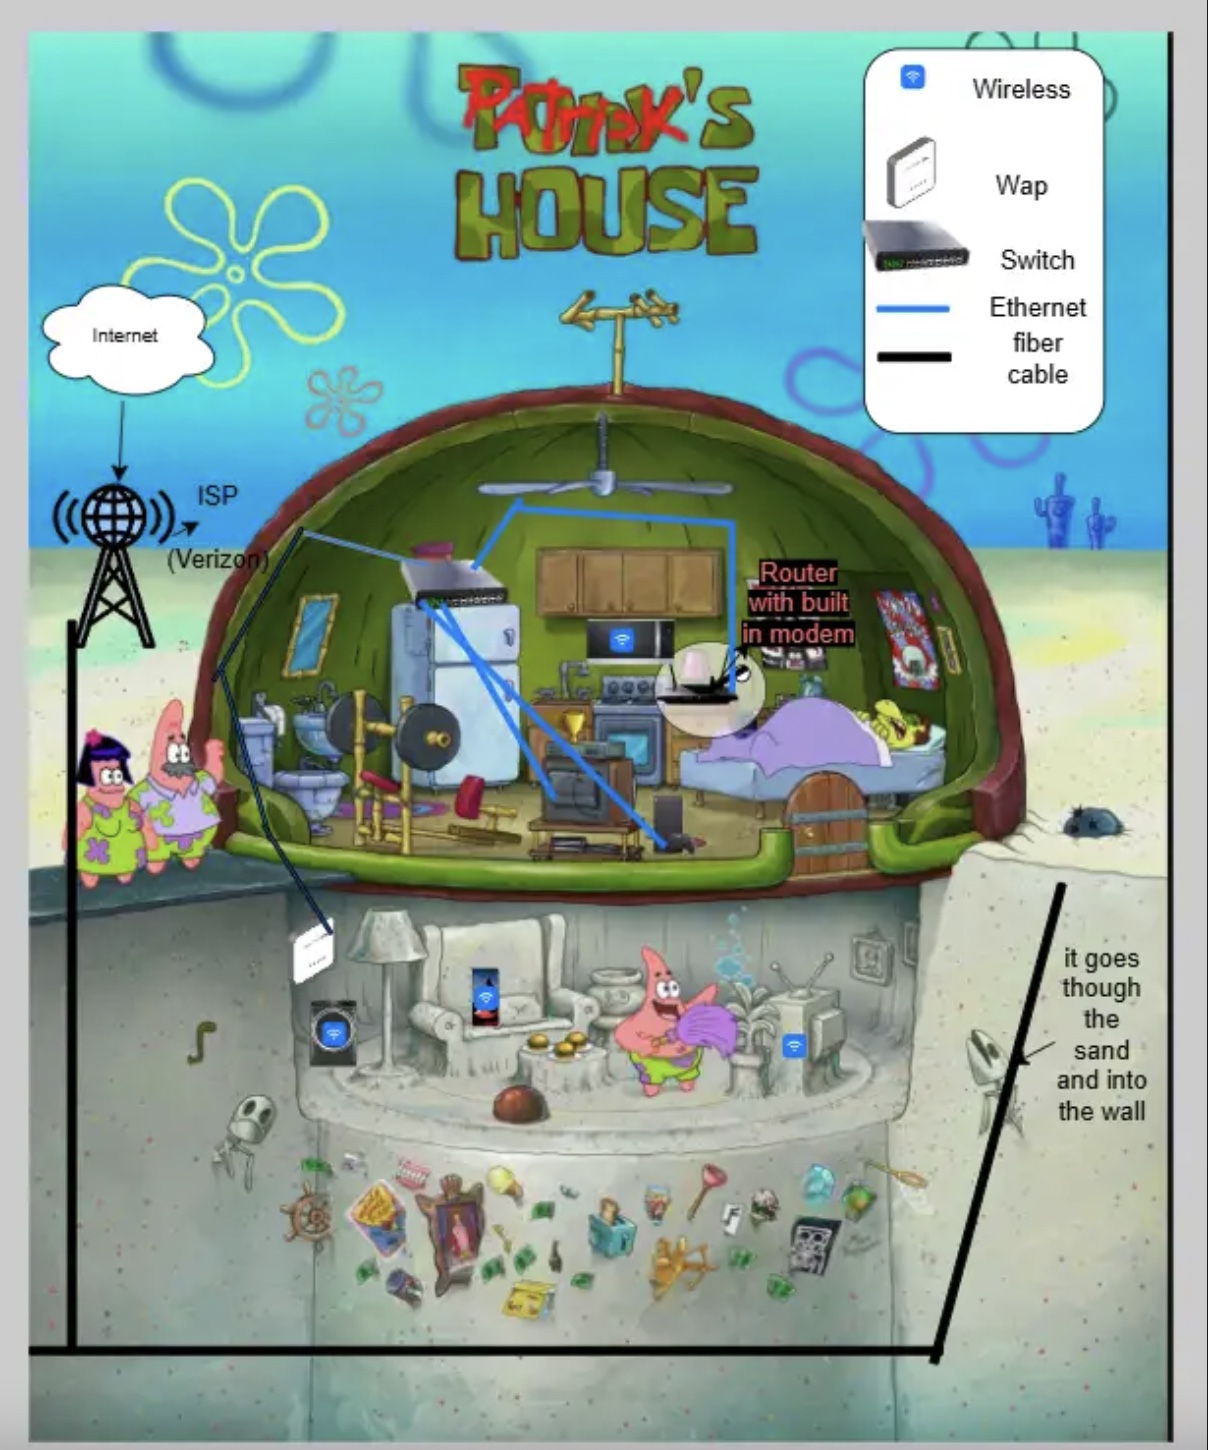 PATRICK'S
HOUSE
Wireless
Wap
Switch
Ethernet
fiber
cable
Internet
ISP
(Verizon)
Router
with built
in modem
it goes
though
the
sand
and into
the wall